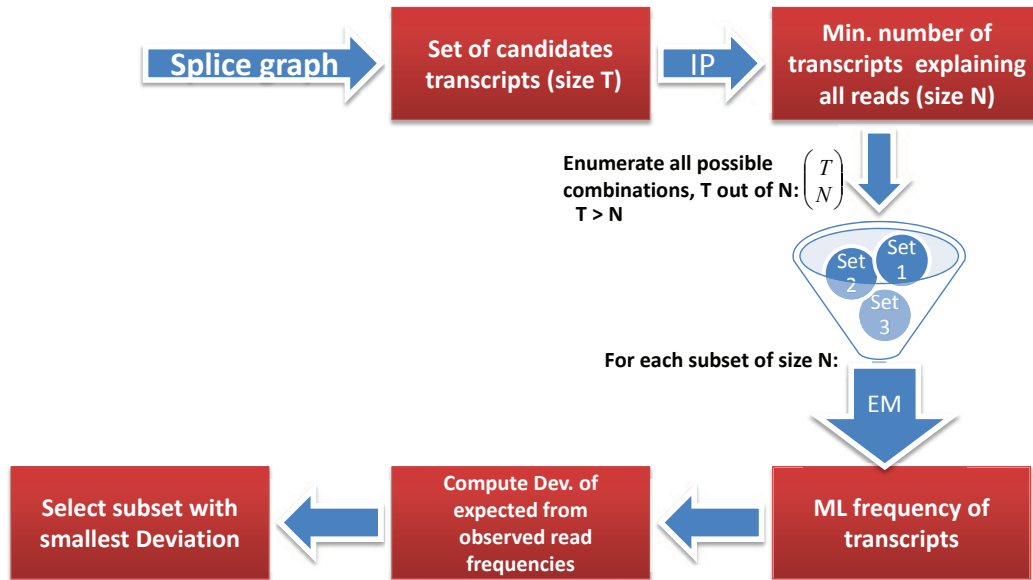 Splice graph
Set of candidates
transcripts (size T)
IP
Min. number of
transcripts explaining
all reads (size N)
Enumerate all possible
combinations, T out of N:
T > N
T
N
Set
1
Set
2
Set
3
For each subset of size N:
EM
ML frequency of
transcripts
Compute Dev. of
expected from
observed read
frequencies
Select subset with
smallest Deviation